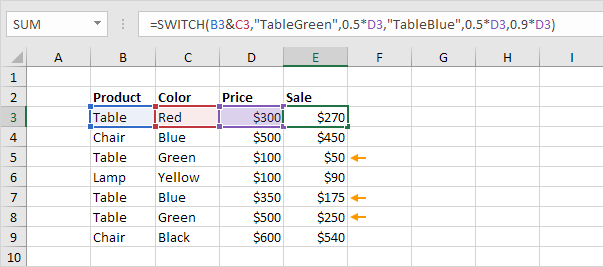 SUM =SWITCH(B3&C3,"TableGreen",0.5*D3,"TableBlue",0.5*D3,0.9*D3)
A B C D E F G H I
1
2 Product Color Price Sale
3 Table Red $300 $270
4 Chair Blue $500 $450
5 Table Green $100 $50
6 Lamp Yellow $100 $90
7 Table Blue $350 $175
8 Table Green $500 $250
9 Chair Black $600 $540
10